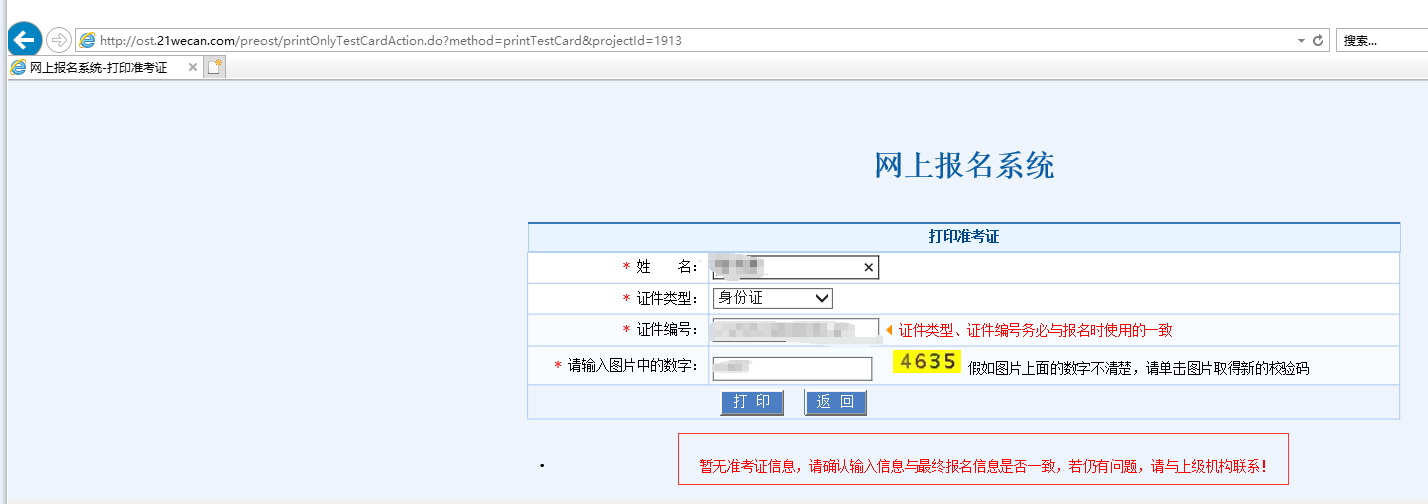 http://ost.21wecan.com/preost/printOnlyTestCardAction.do?method=printTestCard&projectId=1913
搜索...
网上报名系统-打印准考证
网上报名系统
打印准考证
* 姓 名：
* 证件类型： 身份证
* 证件编号： 证件类型、证件编号务必与报名时使用的一致
* 请输入图片中的数字： 4635 假如图片上面的数字不清楚，请单击图片取得新的校验码
打 印 返 回
暂无准考证信息，请确认输入信息与最终报名信息是否一致，若仍有问题，请与上级机构联系！